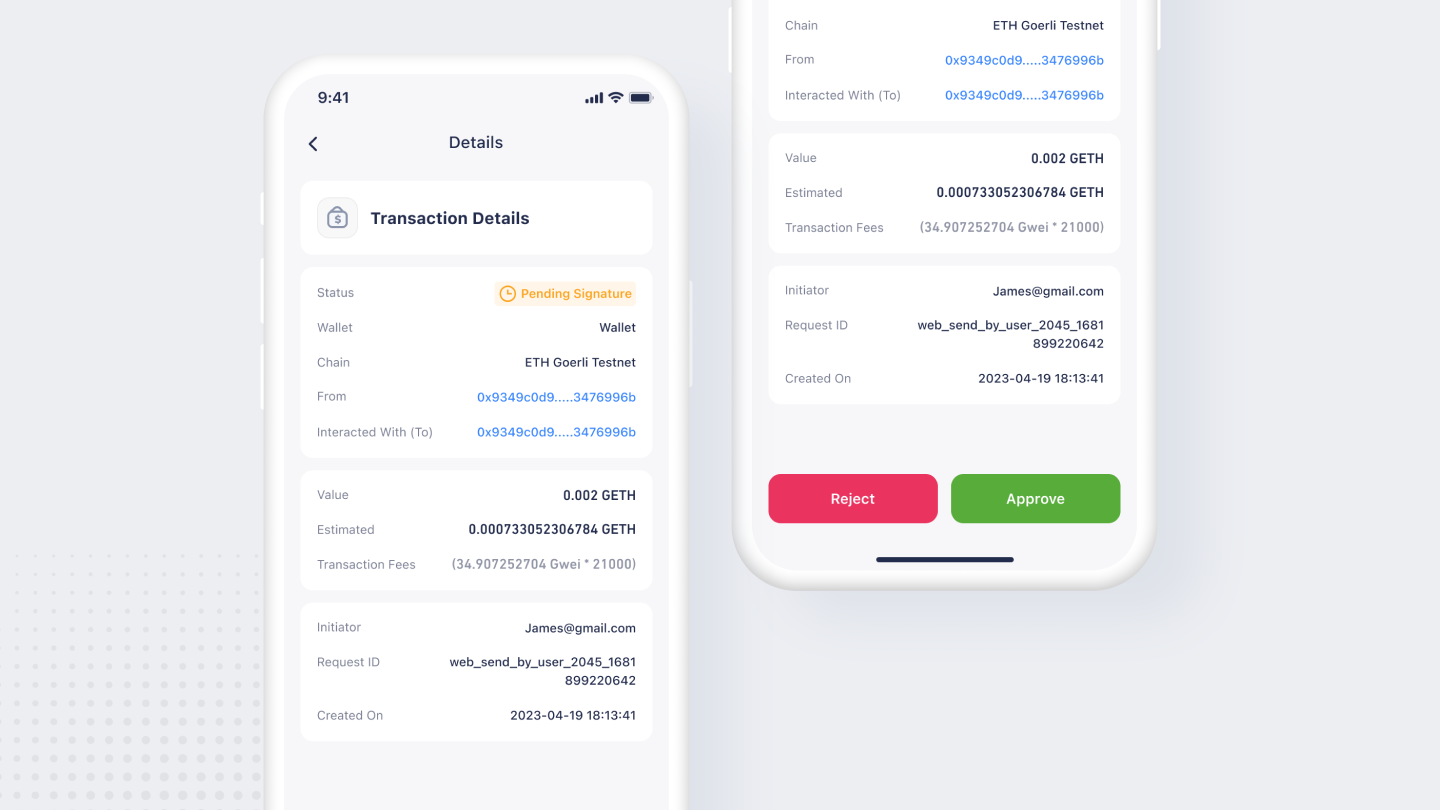 9:41
Details
Transaction Details
Status Pending Signature
Wallet Wallet
Chain ETH Goerli Testnet
From 0x9349c0d9.....3476996b
Interacted With (To) 0x9349c0d9.....3476996b
Value 0.002 GETH
Estimated 0.000733052306784 GETH
Transaction Fees (34.907252704 Gwei * 21000)
Initiator James@gmail.com
Request ID web_send_by_user_2045_1681
899220642
Created On 2023-04-19 18:13:41
Chain ETH Goerli Testnet
From 0x9349c0d9.....3476996b
Interacted With (To) 0x9349c0d9.....3476996b
Value 0.002 GETH
Estimated 0.000733052306784 GETH
Transaction Fees (34.907252704 Gwei * 21000)
Initiator James@gmail.com
Request ID web_send_by_user_2045_1681
899220642
Created On 2023-04-19 18:13:41
Reject Approve